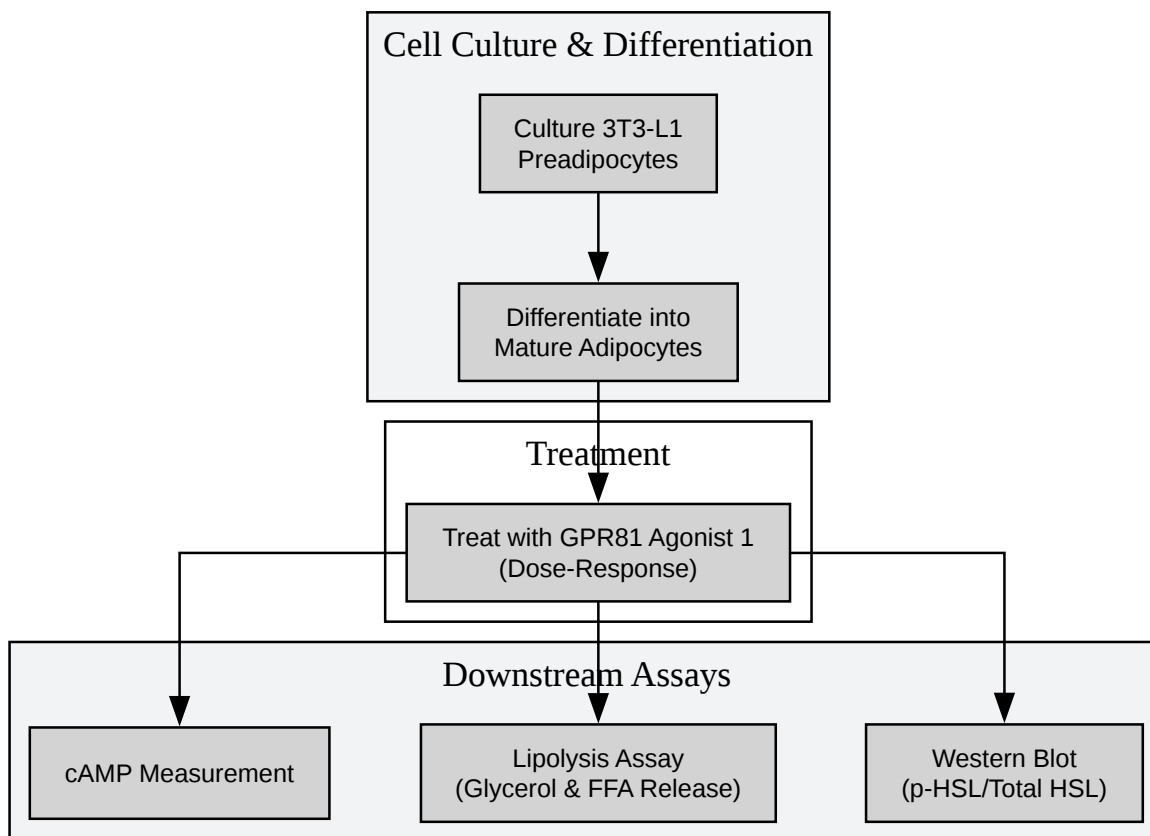 Cell Culture & Differentiation
Culture 3T3-L1
Preadipocytes
Differentiate into
Mature Adipocytes
Treatment
Treat with GPR81 Agonist 1
(Dose-Response)
Downstream Assays
cAMP Measurement
Lipolysis Assay
(Glycerol & FFA Release)
Western Blot
(p-HSL/Total HSL)